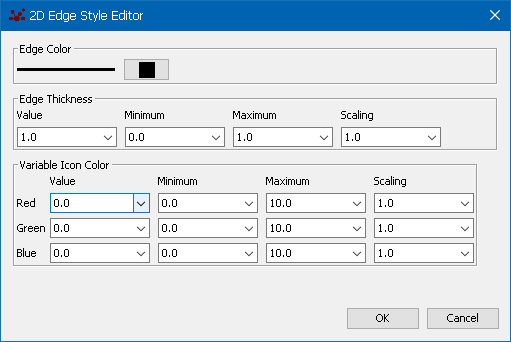 2D Edge Style Editor
Edge Color
Edge Thickness
Value Minimum Maximum Scaling
1.0 0.0 1.0 1.0
Variable Icon Color
Value Minimum Maximum Scaling
Red 0.0 0.0 10.0 1.0
Green 0.0 0.0 10.0 1.0
Blue 0.0 0.0 10.0 1.0
OK Cancel